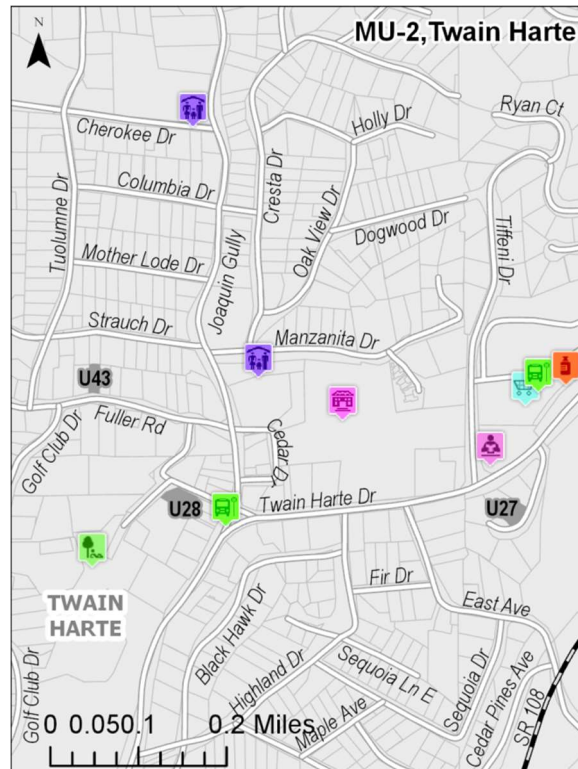 MU-2,Twain Harte
N
Ryan Ct
Holly Dr
Cherokee Dr
Columbia Dr
Cresta Dr
Oak View Dr
Dogwood Dr
Tiffeni Dr
Tuolumne Dr
Mother Lode Dr
Joaquin Gully
Strauch Dr
Manzanita Dr
U43
Fuller Rd
Golf Club Dr
Cedar Dr
U28
Twain Harte Dr
U27
TWAIN
HARTE
Fir Dr
East Ave
Black Hawk Dr
Highland Dr
Sequoia Ln E
Sequoia Dr
Maple Ave
Cedar Pines Ave
SR 108
Golf Club Dr
0 0.050.1 0.2 Miles